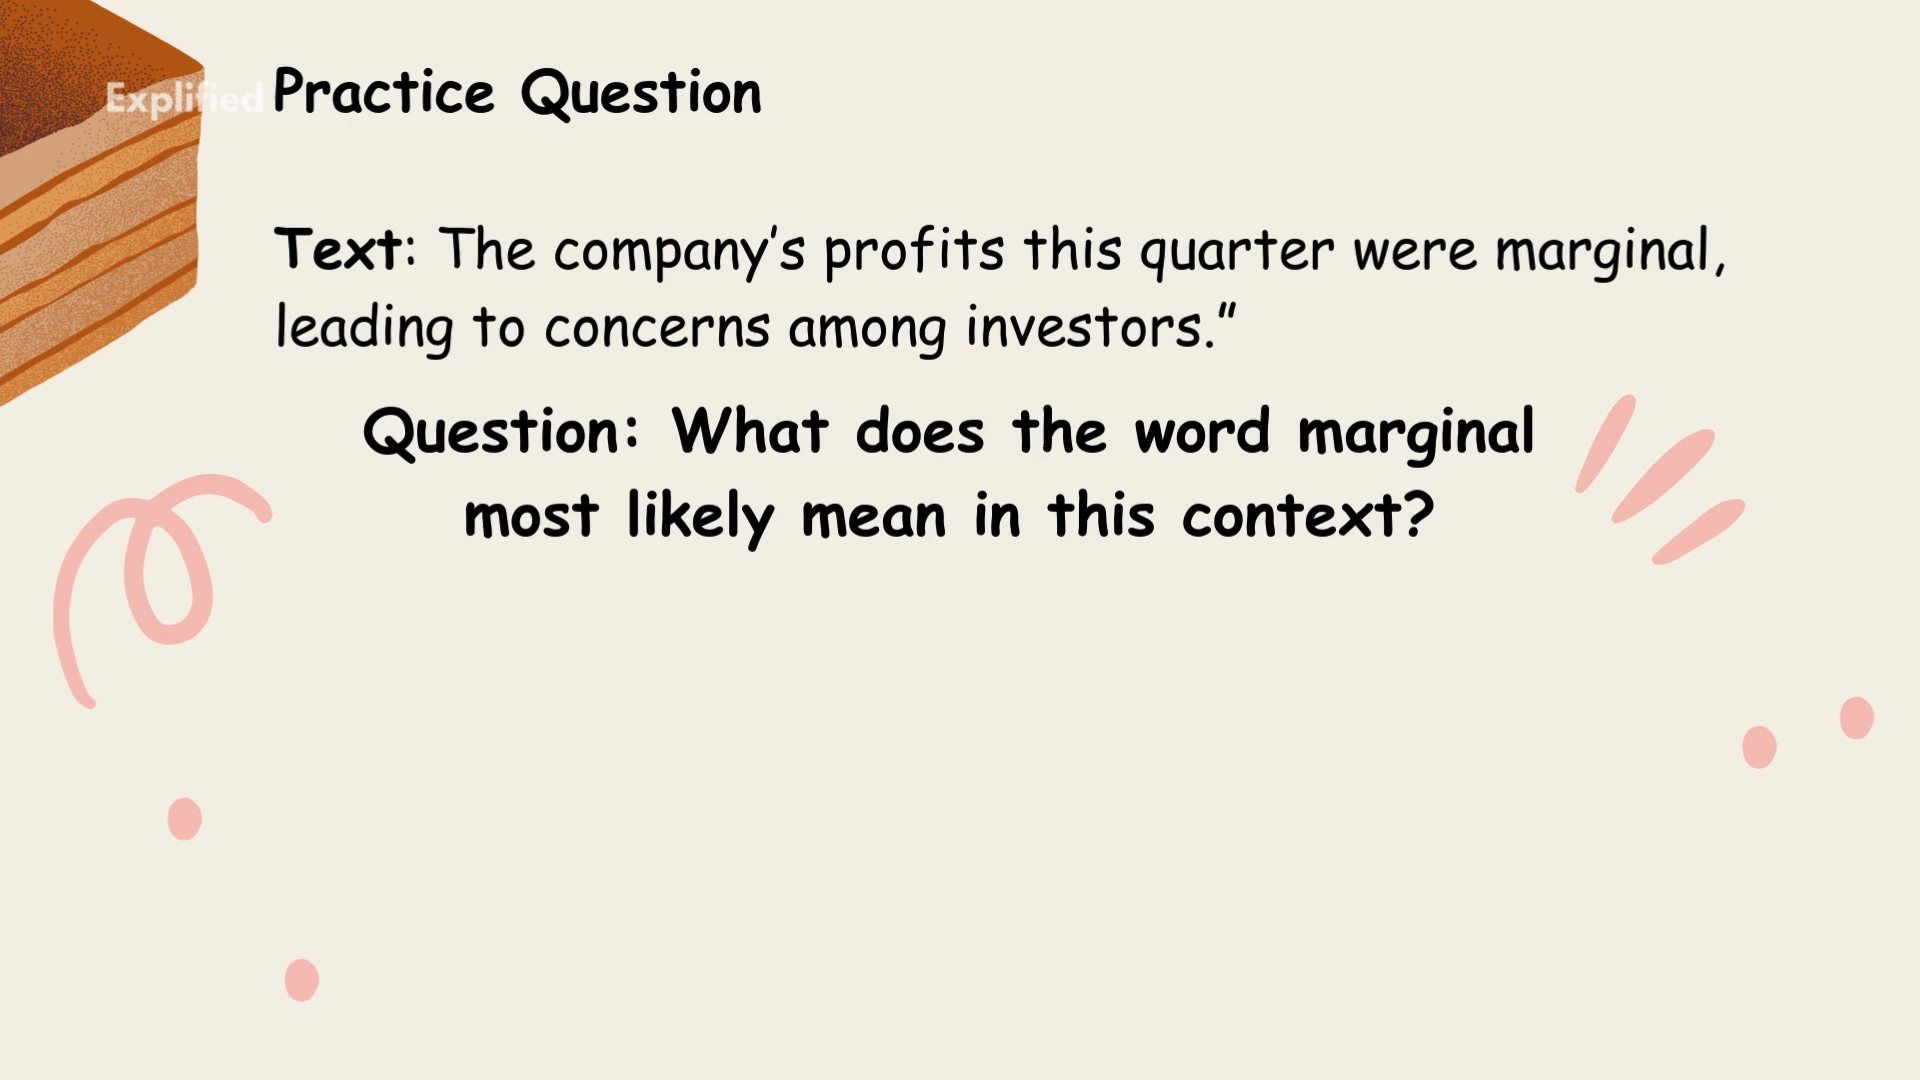 Explified
Practice Question
Text: The company’s profits this quarter were marginal,
leading to concerns among investors.”
Question: What does the word marginal
most likely mean in this context?